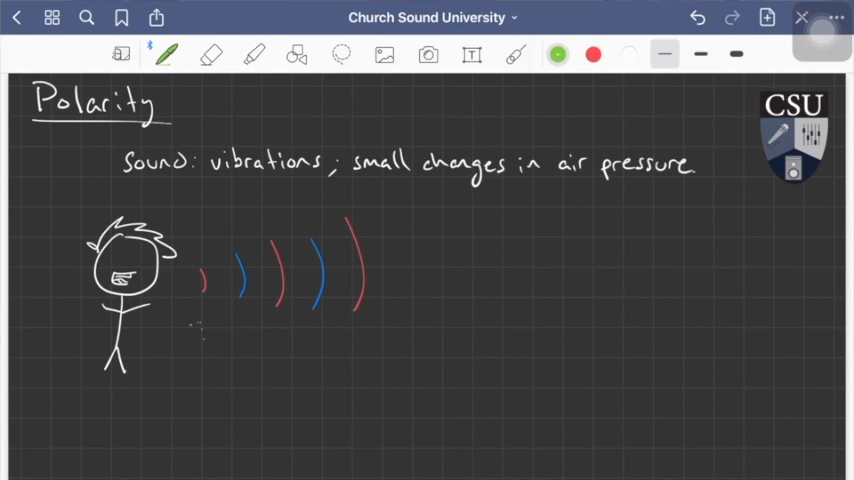 Church Sound University
T
Polarity
CSU
Sound: vibrations; small changes in air pressure.